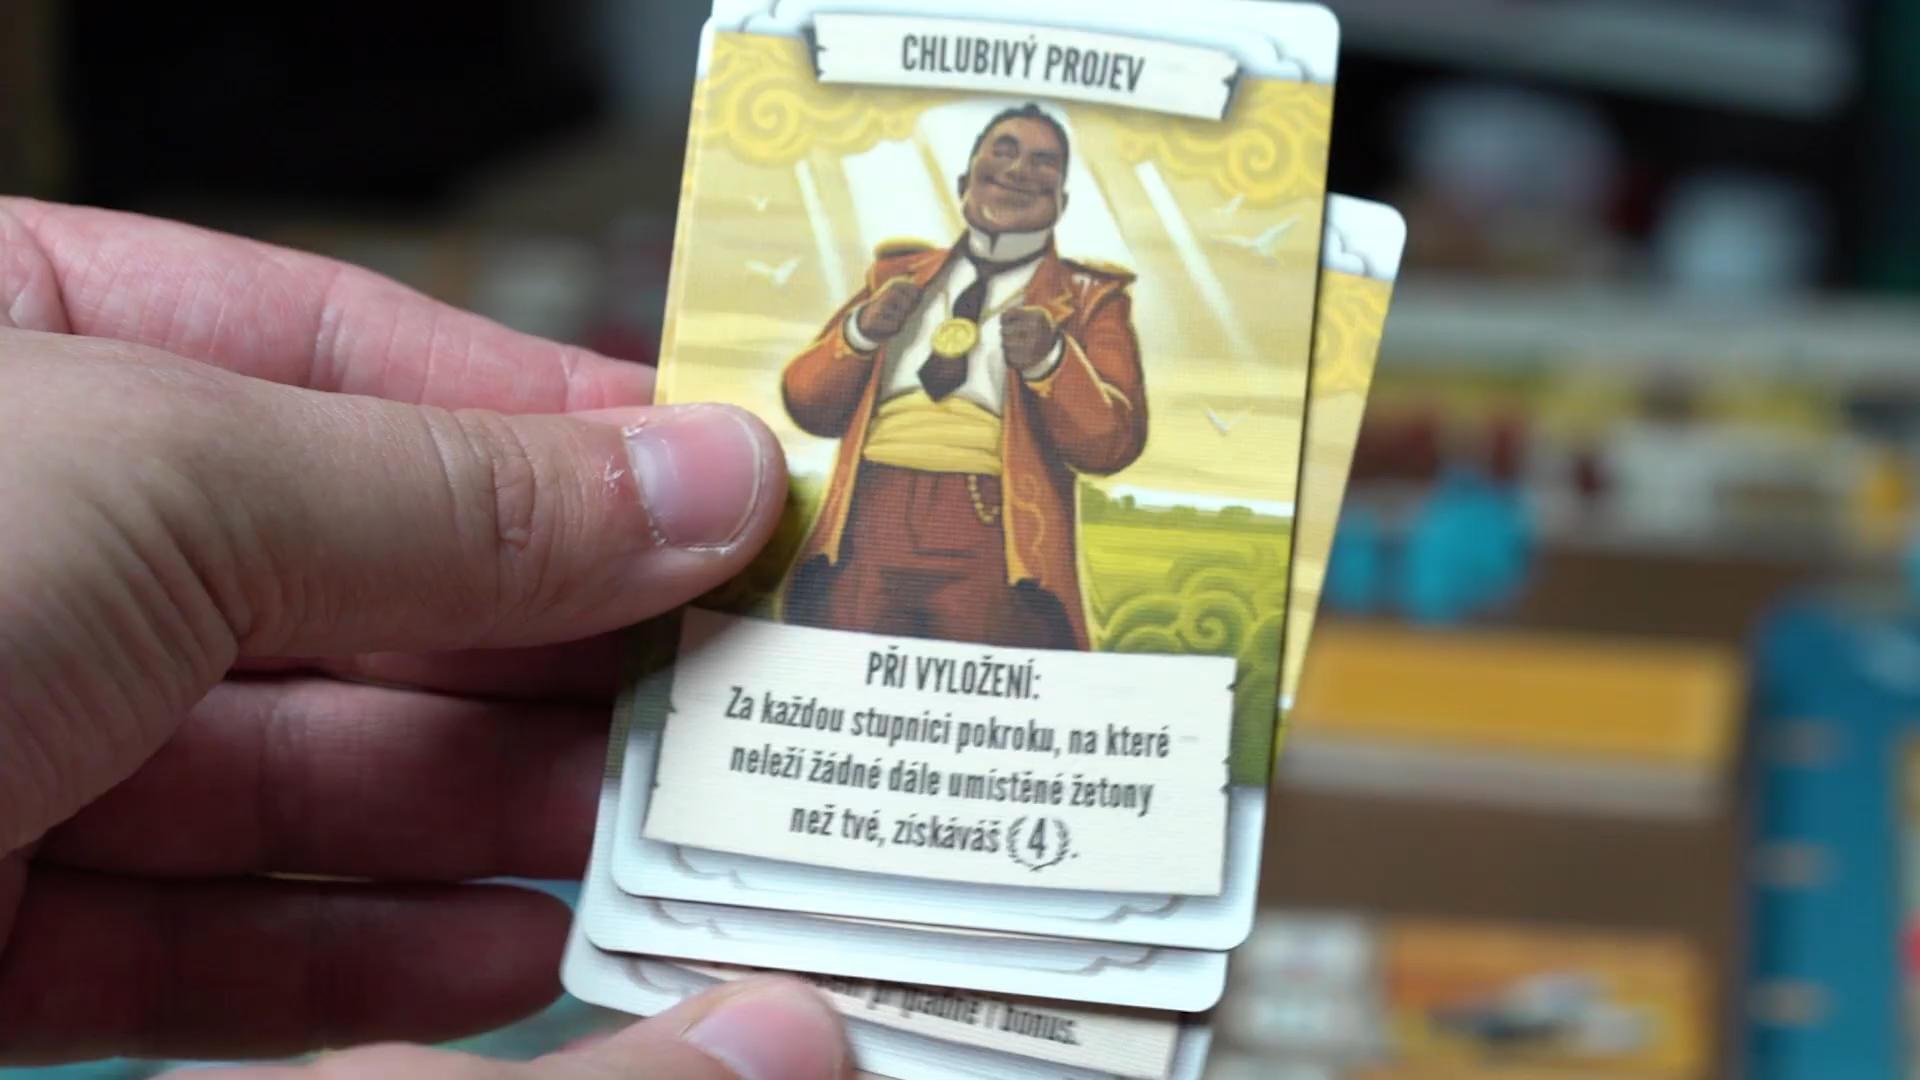 CHLUBIVÝ PROJEV
PŘI VYLOŽENÍ:
Za každou stupnici pokroku, na které
neleží žádné dále umístěné žetony
než tvé, získáváš 4.
bonus.